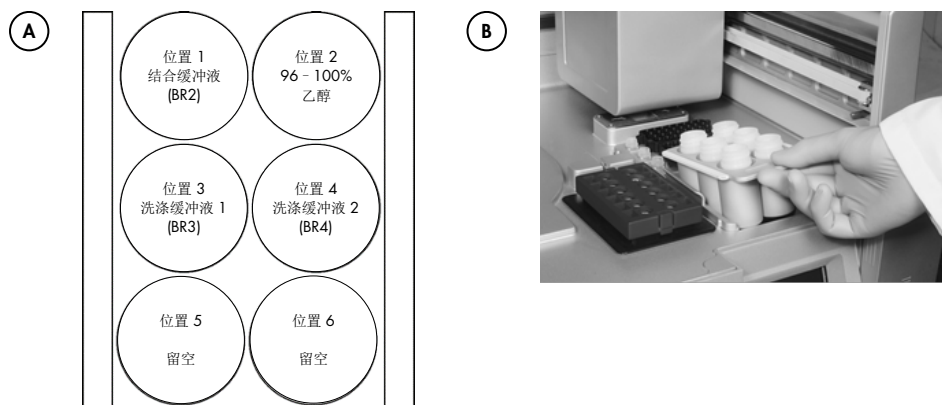 A
位置 1
结合缓冲液
(BR2)
位置 2
96 – 100%
乙醇
位置 3
洗涤缓冲液 1
(BR3)
位置 4
洗涤缓冲液 2
(BR4)
位置 5
留空
位置 6
留空
B